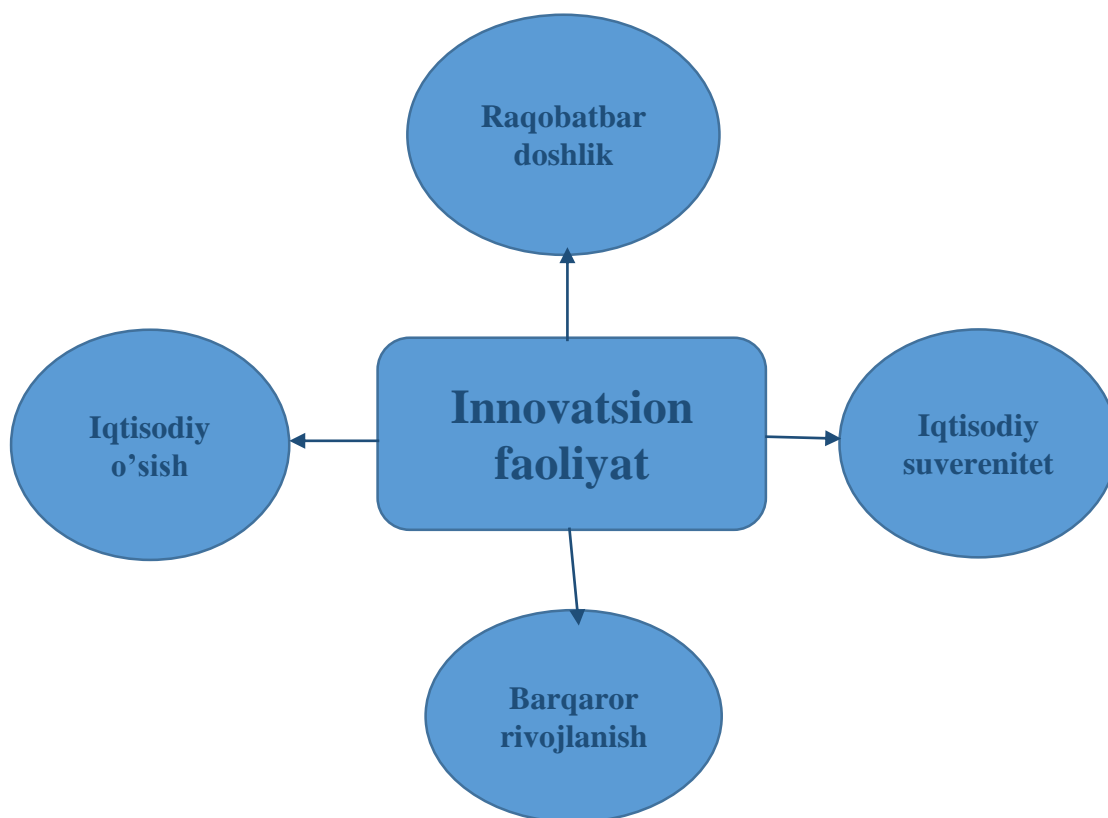 Raqobatbar
doshlik
Innovatsion
faoliyat
Iqtisodiy
o’sish
Iqtisodiy
suverenitet
Barqaror
rivojlanish